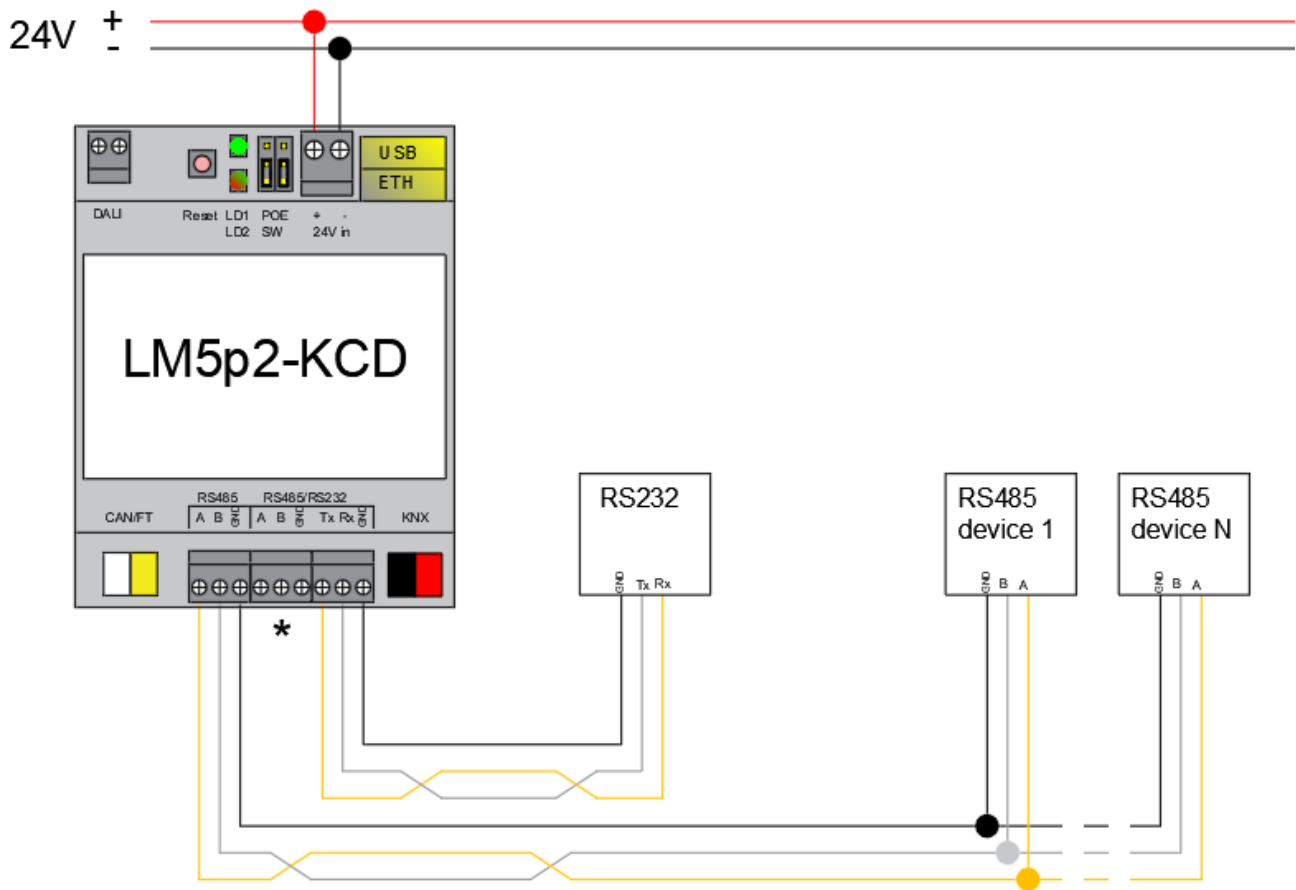 24V + -
USB
ETH
DALI
Reset LD1 POE + -
LD2 SW 24V in
LM5p2-KCD
RS485 RS485/RS232
CAN/FT A B GND A B GND Tx Rx GND KNX
*
RS232
GND Tx Rx
RS485
device 1
GND B A
RS485
device N
GND B A